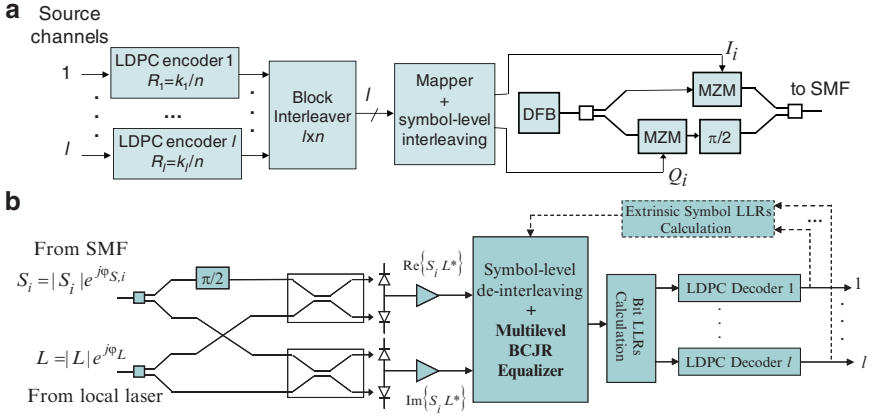 a
Source
channels
1
LDPC encoder 1
R₁=k₁/n
...
l
LDPC encoder l
Rₗ=kₗ/n
Block
Interleaver
lxn
l
Mapper
+
symbol-level
interleaving
DFB
Iᵢ
MZM
to SMF
MZM
π/2
Qᵢ
b
From SMF
Sᵢ =| Sᵢ | e^{jφ_{S,i}}
π/2
L =| L | e^{jφ_L}
From local laser
Re{Sᵢ L*}
Im{Sᵢ L*}
Symbol-level
de-interleaving
+
Multilevel
BCJR
Equalizer
Bit LLRs
Calculation
Extrinsic Symbol LLRs
Calculation
...
LDPC Decoder 1
1
LDPC Decoder l
l